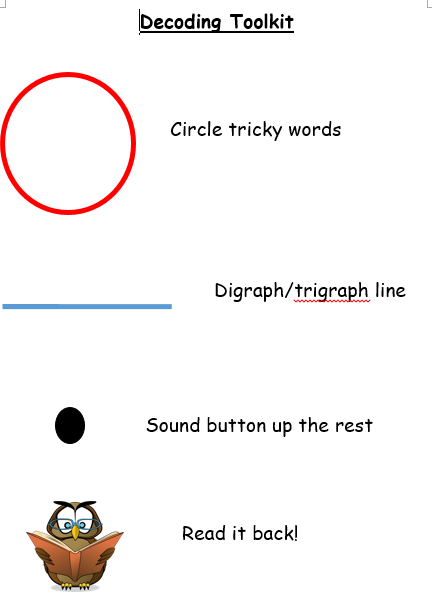 Decoding Toolkit
Circle tricky words
Digraph/trigraph line
Sound button up the rest
Read it back!